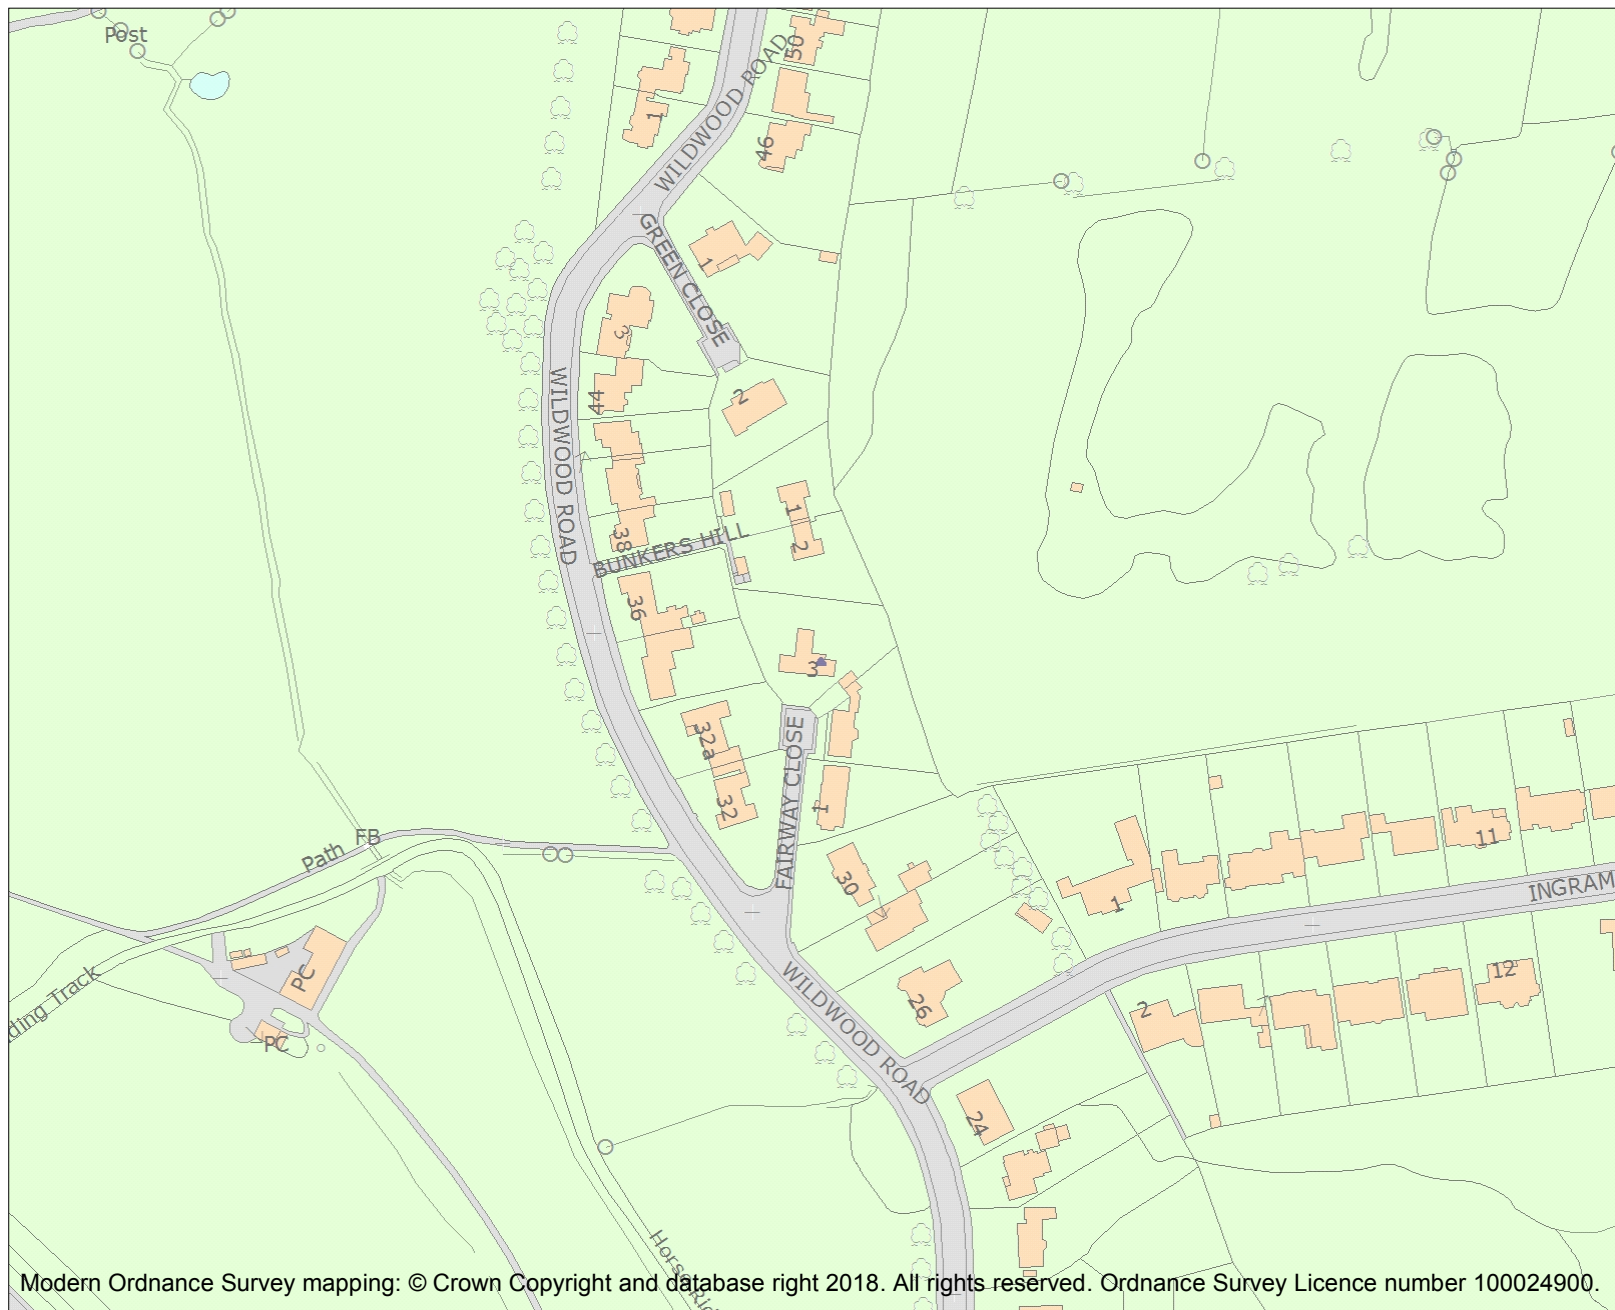 Post
50
WILDWOOD ROAD
1
46
GREEN CLOSE
1
3
WILDWOOD ROAD
44
2
1
2
38
BUNKERS HILL
36
3
32a
32
FAIRWAY CLOSE
1
Path
FB
11
30
1
INGRAM
PC
ding Track
12
WILDWOOD ROAD
26
2
PC
24
Modern Ordnance Survey mapping: © Crown Copyright and database right 2018. All rights reserved. Ordnance Survey Licence number 100024900.